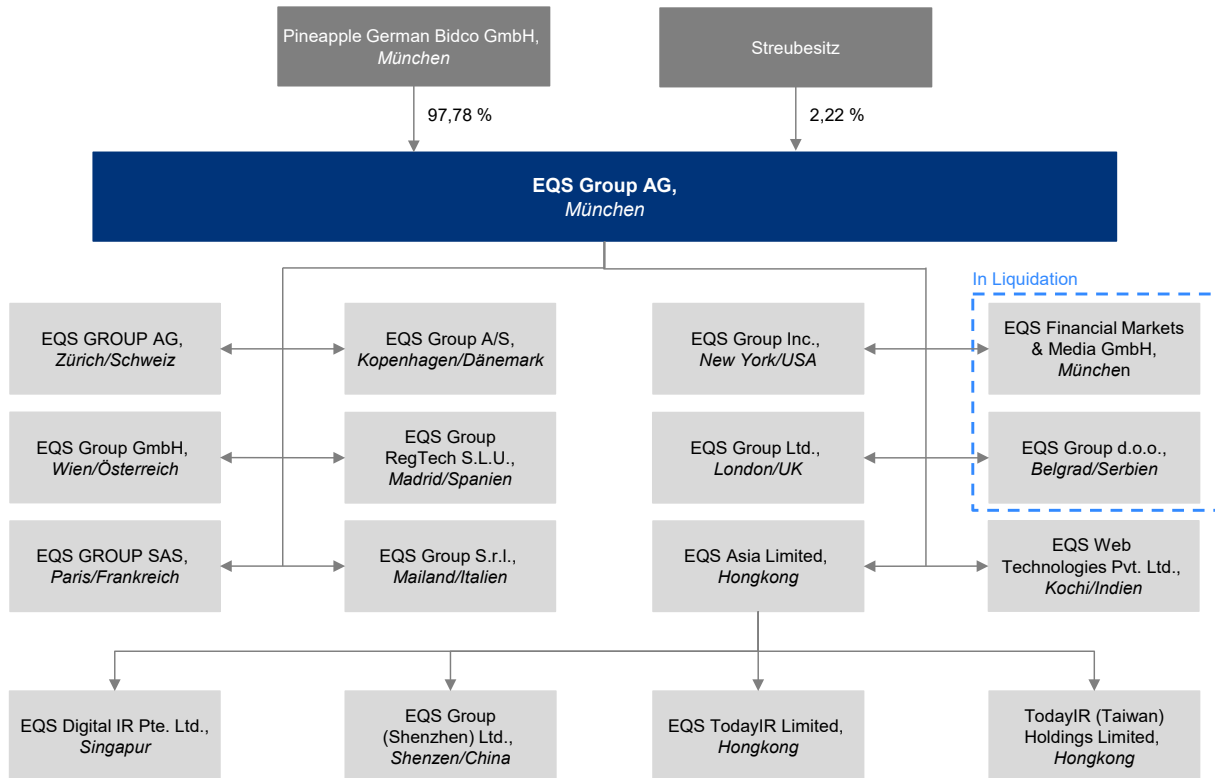 Pineapple German Bidco GmbH,
München
Streubesitz
97,78 %
2,22 %
EQS Group AG,
München
In Liquidation
EQS GROUP AG,
Zürich/Schweiz
EQS Group A/S,
Kopenhagen/Dänemark
EQS Group Inc.,
New York/USA
EQS Financial Markets
& Media GmbH,
München
EQS Group GmbH,
Wien/Österreich
EQS Group
RegTech S.L.U.,
Madrid/Spanien
EQS Group Ltd.,
London/UK
EQS Group d.o.o.,
Belgrad/Serbien
EQS GROUP SAS,
Paris/Frankreich
EQS Group S.r.l.,
Mailand/Italien
EQS Asia Limited,
Hongkong
EQS Web
Technologies Pvt. Ltd.,
Kochi/Indien
EQS Digital IR Pte. Ltd.,
Singapur
EQS Group
(Shenzhen) Ltd.,
Shenzen/China
EQS TodayIR Limited,
Hongkong
TodayIR (Taiwan)
Holdings Limited,
Hongkong